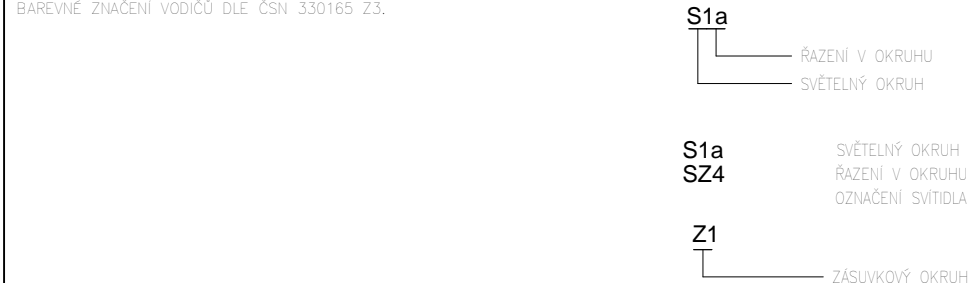 BAREVNÉ ZNAČENÍ VODIČŮ DLE ČSN 330165 Z3.
S1a
ŘAZENÍ V OKRUHU
SVĚTELNÝ OKRUH
S1a SVĚTELNÝ OKRUH
SZ4 ŘAZENÍ V OKRUHU
OZNAČENÍ SVÍTIDLA
Z1
ZÁSUVKOVÝ OKRUH